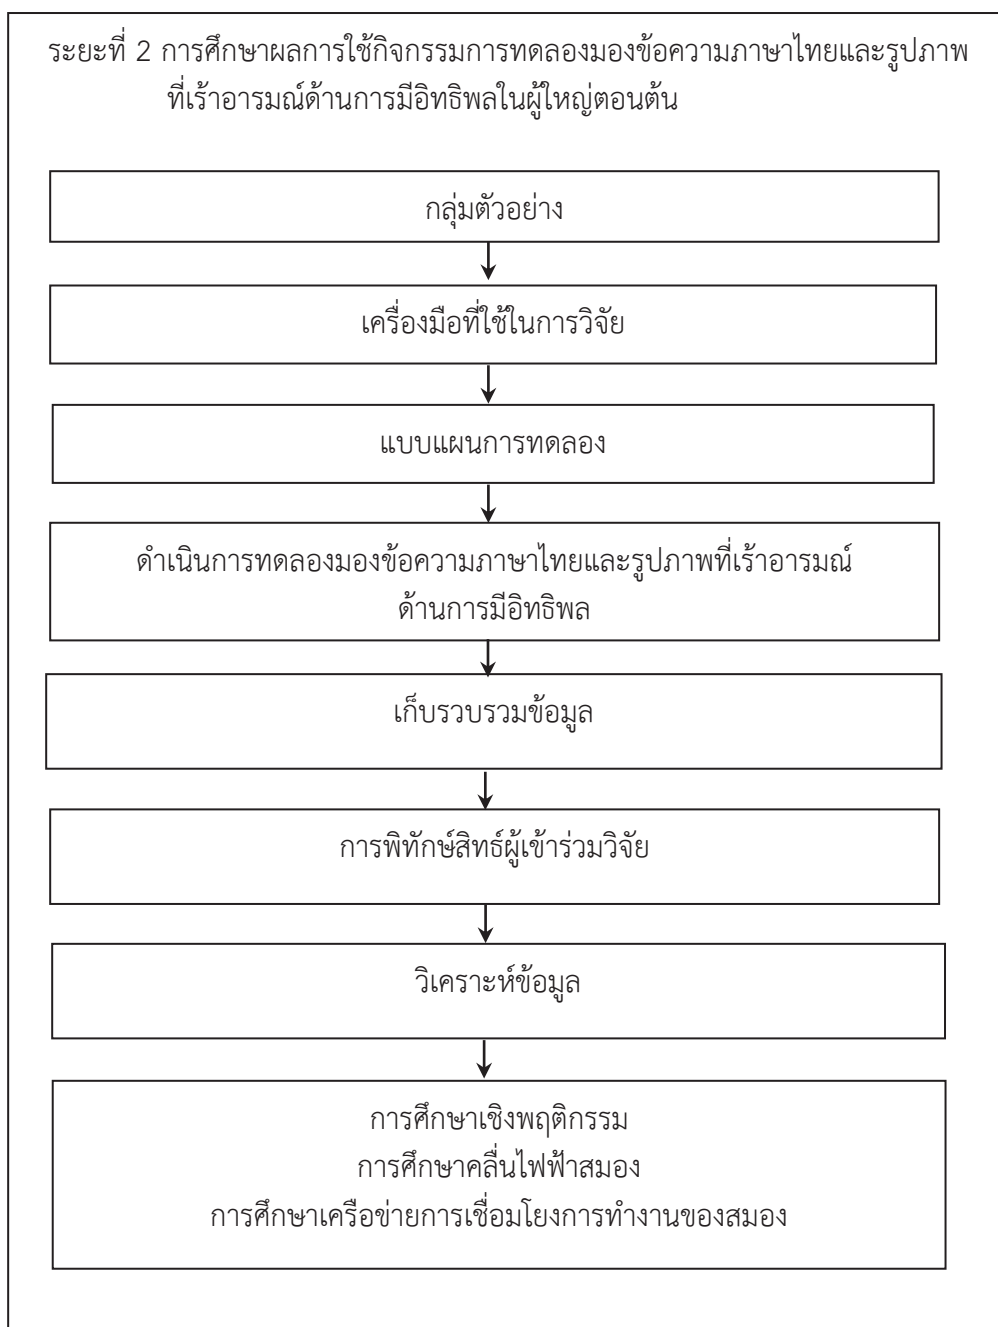 ระยะที่ 2 การศึกษาผลการใช้กิจกรรมการทดลองมองข้อความภาษาไทยและรูปภาพ
ที่เร้าอารมณ์ด้านการมีอิทธิพลในผู้ใหญ่ตอนต้น
กลุ่มตัวอย่าง
เครื่องมือที่ใช้ในการวิจัย
แบบแผนการทดลอง
ดำเนินการทดลองมองข้อความภาษาไทยและรูปภาพที่เร้าอารมณ์
ด้านการมีอิทธิพล
เก็บรวบรวมข้อมูล
การพิทักษ์สิทธ์ผู้เข้าร่วมวิจัย
วิเคราะห์ข้อมูล
การศึกษาเชิงพฤติกรรม
การศึกษาคลื่นไฟฟ้าสมอง
การศึกษาเครือข่ายการเชื่อมโยงการทำงานของสมอง